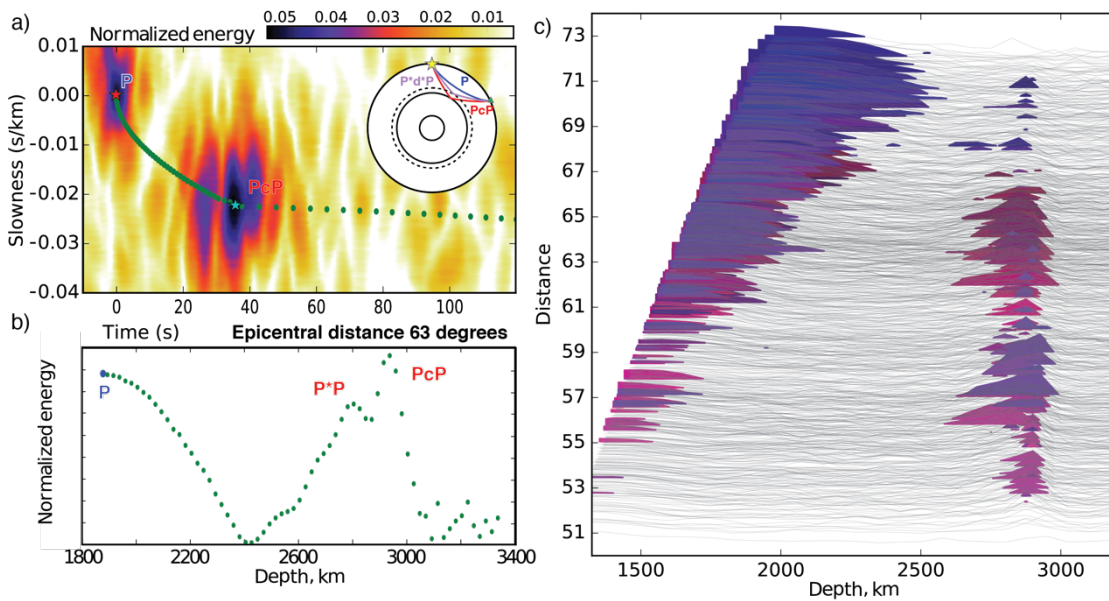 a)
Normalized energy
0.05 0.04 0.03 0.02 0.01
0.01
0.00
-0.01
-0.02
-0.03
-0.04
Slowness (s/km)
P
PcP
P*d*P
P
PcP
0 20 40 60 80 100
Time (s)
Epicentral distance 63 degrees
b)
Normalized energy
P
P*P
PcP
1800 2200 2600 3000 3400
Depth, km
c)
73
71
69
67
65
63
61
59
57
55
53
51
Distance
1500 2000 2500 3000
Depth, km